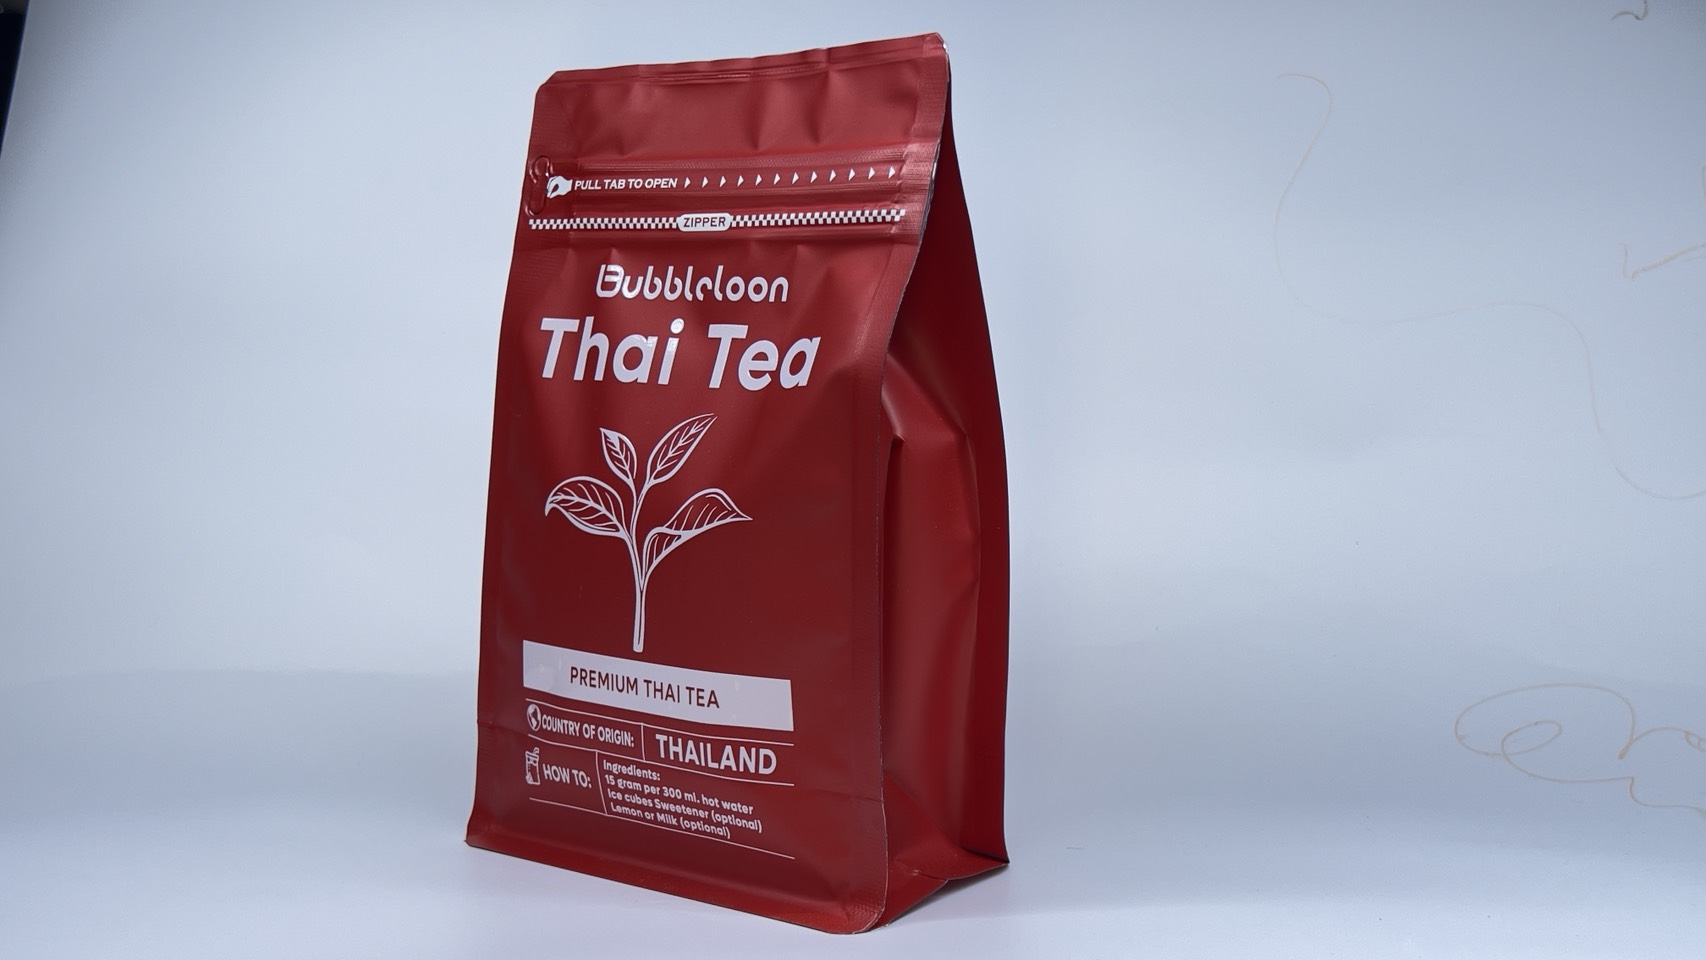 PULL TAB TO OPEN
ZIPPER
Bubbleloon
Thai Tea
PREMIUM THAI TEA
COUNTRY OF ORIGIN: THAILAND
HOW TO:
Ingredients:
15 gram per 300 ml. hot water
Ice cubes Sweetener (optional)
Lemon or Milk (optional)